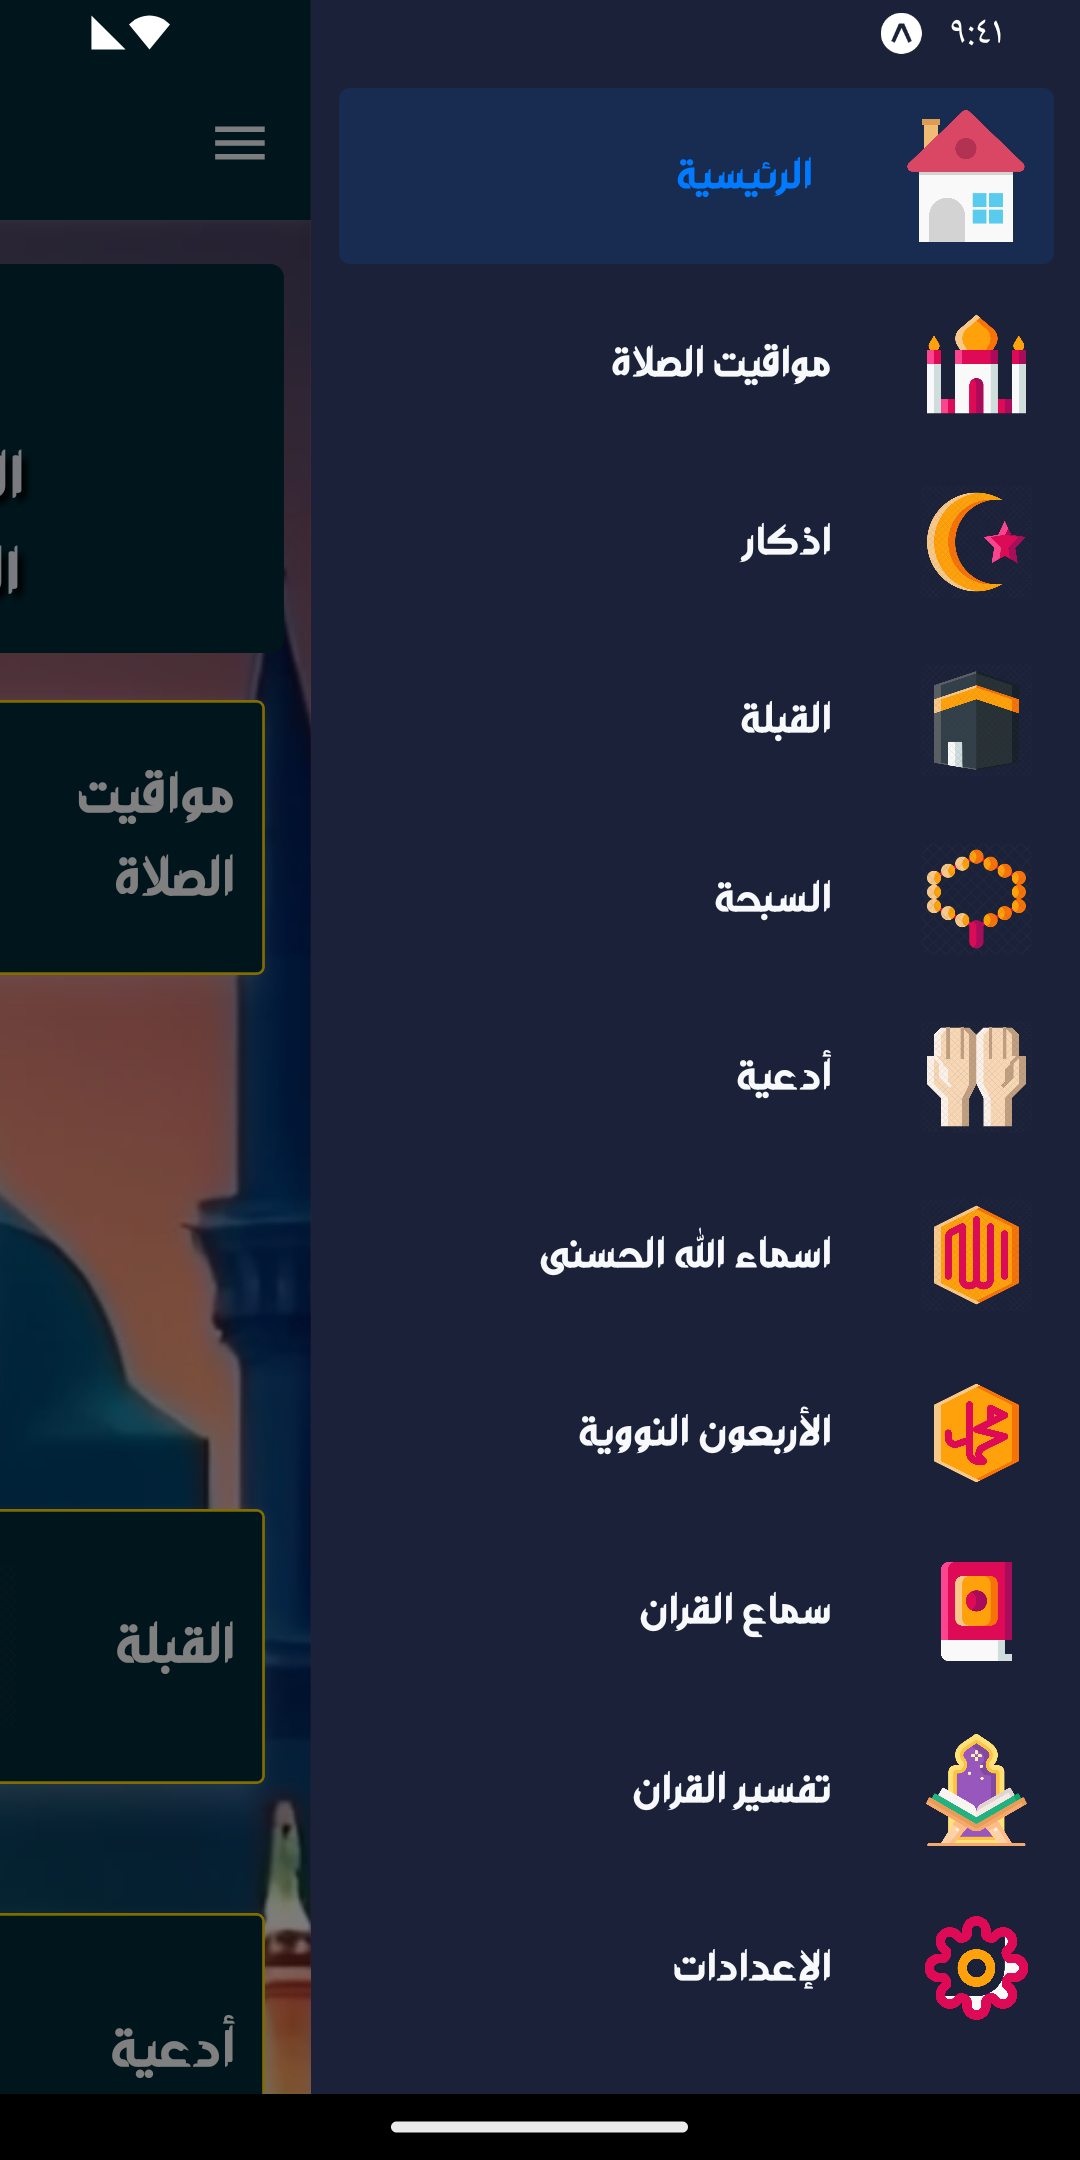 ٩:٤١
الرئيسية
مواقيت الصلاة
اذكار
القبلة
السبحة
أدعية
اسماء الله الحسنى
الأربعون النووية
سماع القران
تفسير القران
الإعدادات
مواقيت
الصلاة
القبلة
أدعية